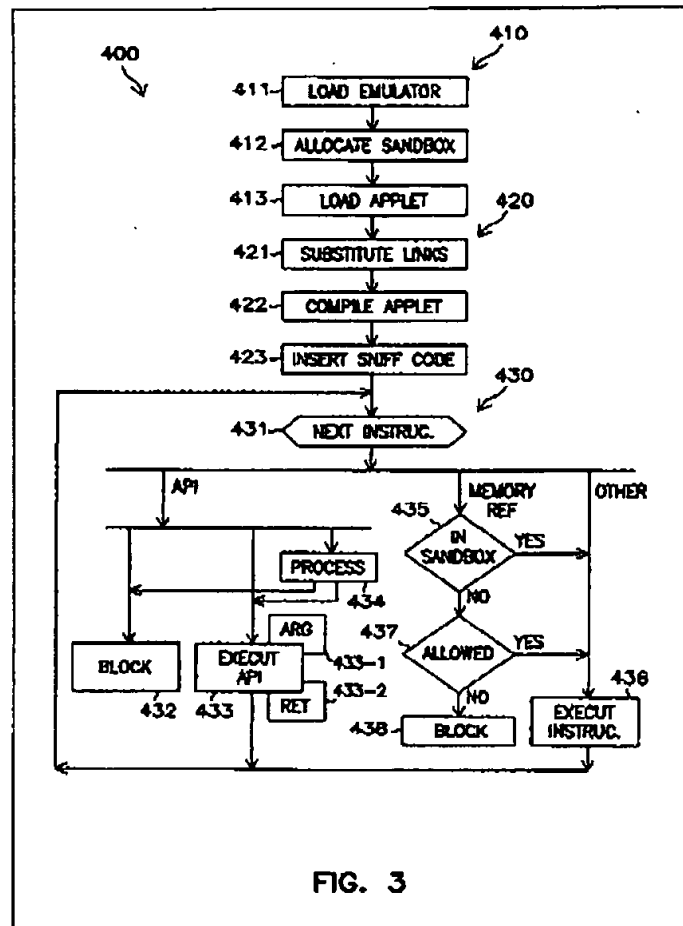 400
410
411 LOAD EMULATOR
412 ALLOCATE SANDBOX
413 LOAD APPLET
420
421 SUBSTITUTE LINKS
422 COMPILE APPLET
423 INSERT SNIFF CODE
430
431 NEXT INSTRUC.
API
MEMORY REF
OTHER
435 IN SANDBOX
YES
NO
PROCESS
434
437 ALLOWED
YES
NO
ARG
433-1
BLOCK
432
EXECUT API
433
433-2
RET
438 BLOCK
436
EXECUT INSTRUC.
FIG. 3